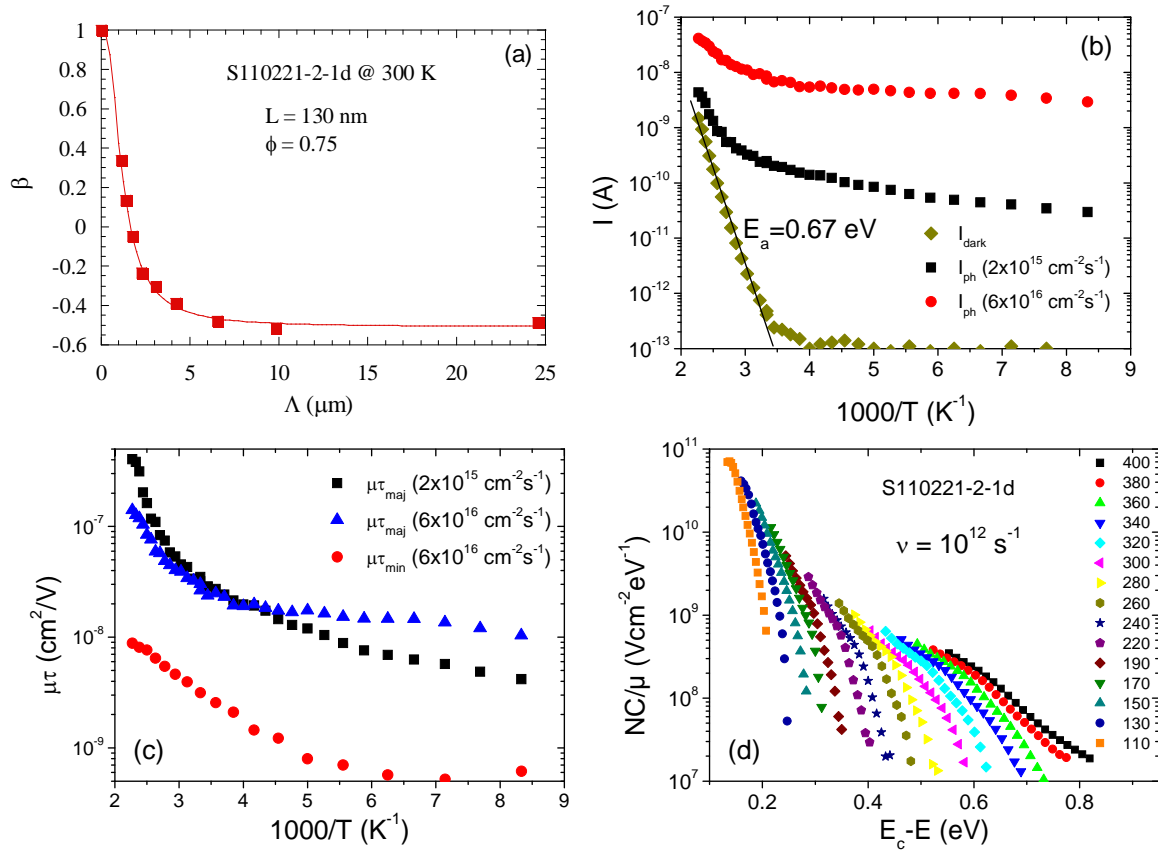 (a)
S110221-2-1d @ 300 K
L = 130 nm
ϕ = 0.75
1
0.8
0.6
0.4
0.2
0
-0.2
-0.4
-0.6
β
0 5 10 15 20 25
Λ (μm)
(b)
10⁻⁷
10⁻⁸
10⁻⁹
10⁻¹⁰
10⁻¹¹
10⁻¹²
10⁻¹³
I (A)
Eₐ=0.67 eV
I_dark
I_ph (2x10¹⁵ cm⁻²s⁻¹)
I_ph (6x10¹⁶ cm⁻²s⁻¹)
2 3 4 5 6 7 8 9
1000/T (K⁻¹)
μτ_maj (2x10¹⁵ cm⁻²s⁻¹)
μτ_maj (6x10¹⁶ cm⁻²s⁻¹)
μτ_min (6x10¹⁶ cm⁻²s⁻¹)
10⁻⁷
10⁻⁸
10⁻⁹
μτ (cm²/V)
(c)
2 3 4 5 6 7 8 9
1000/T (K⁻¹)
S110221-2-1d
ν = 10¹² s⁻¹
10¹¹
10¹⁰
10⁹
10⁸
10⁷
NC/μ (Vcm⁻²eV⁻¹)
400
380
360
340
320
300
280
260
240
220
190
170
150
130
110
(d)
0.2 0.4 0.6 0.8
E_c-E (eV)